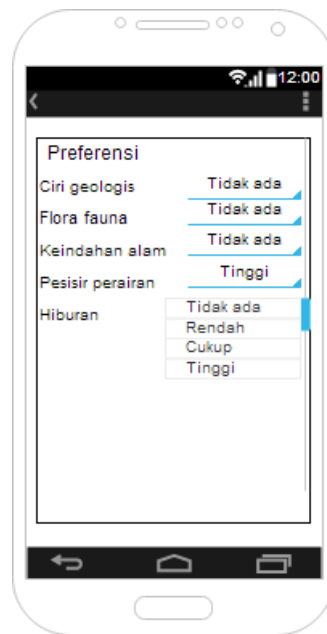 12:00
Preferensi
Ciri geologis Tidak ada
Flora fauna Tidak ada
Keindahan alam Tidak ada
Pesisir perairan Tinggi
Hiburan Tidak ada
Rendah
Cukup
Tinggi